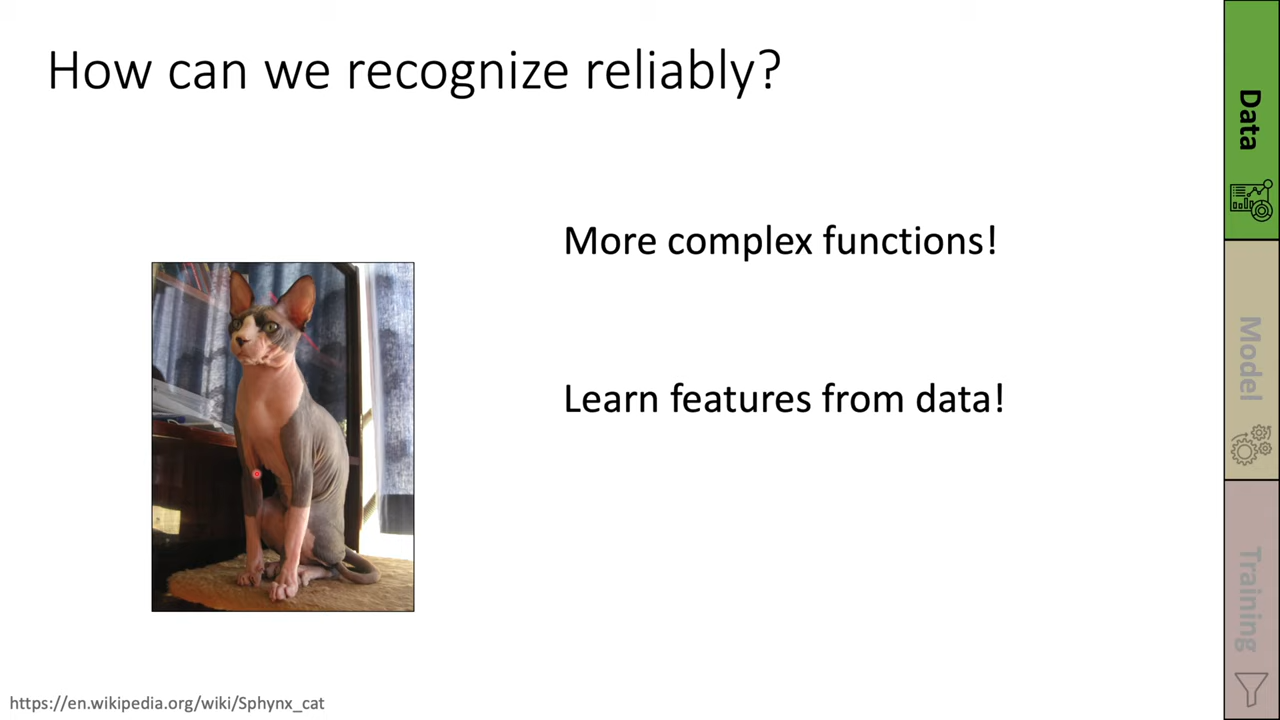 How can we recognize reliably?
More complex functions!
Learn features from data!
https://en.wikipedia.org/wiki/Sphynx_cat
Data
Model
Training